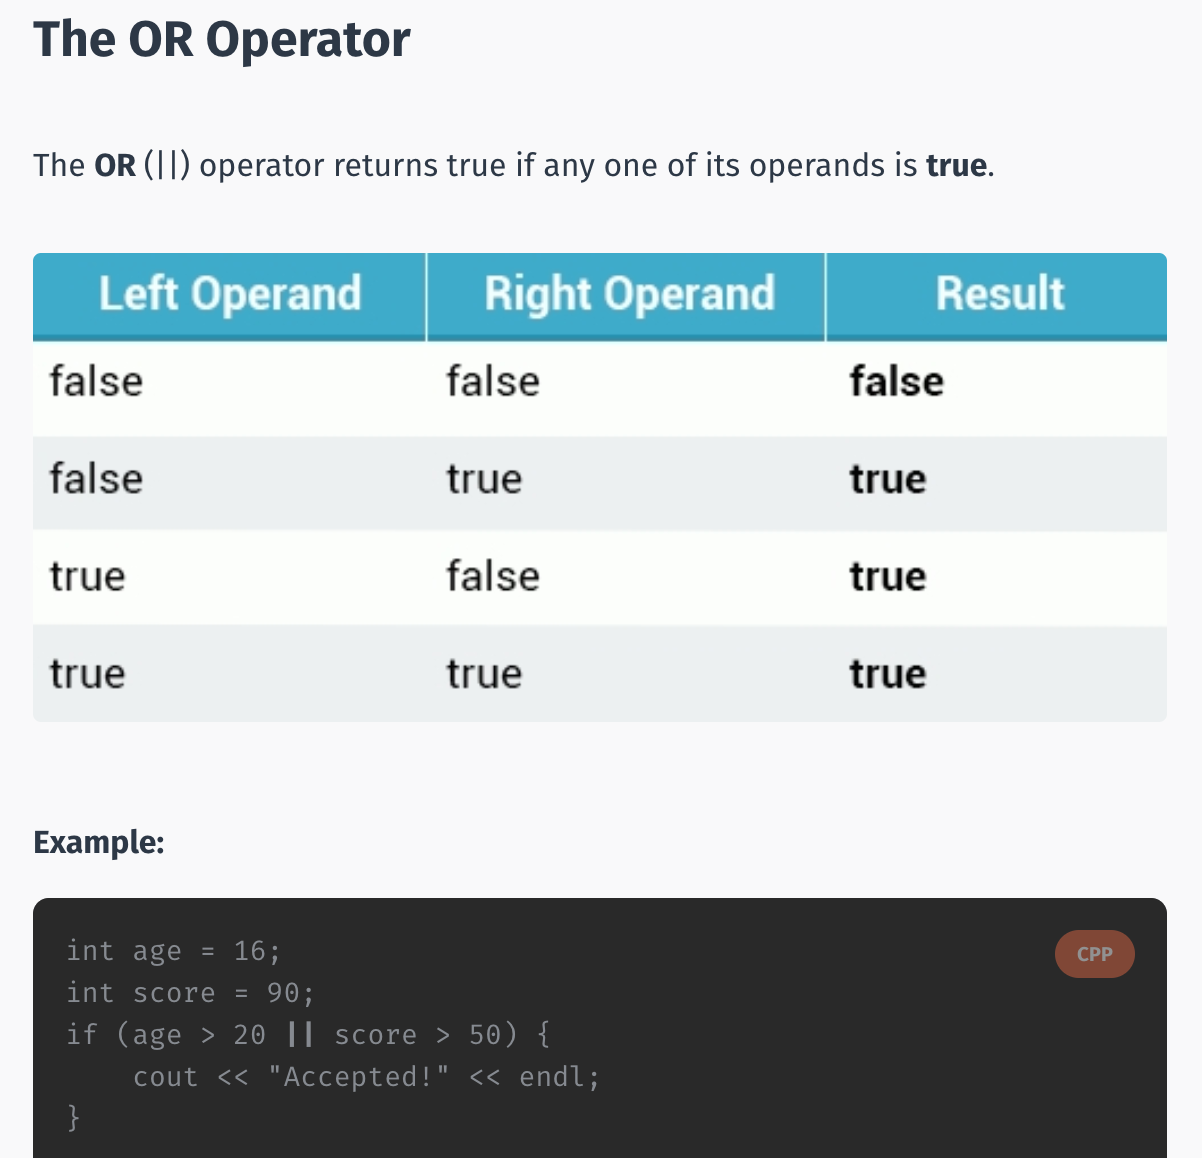 The OR Operator
The OR (||) operator returns true if any one of its operands is true.
Left Operand Right Operand Result
false false false
false true true
true false true
true true true
Example:
CPP
int age = 16;
int score = 90;
if (age > 20 || score > 50) {
    cout << "Accepted!" << endl;
}